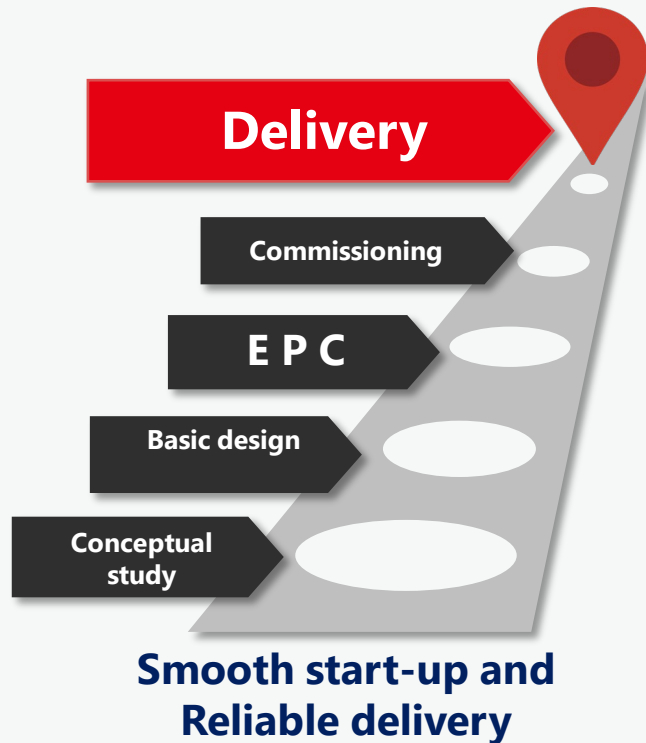 Delivery
Commissioning
E P C
Basic design
Conceptual
study
Smooth start-up and
Reliable delivery